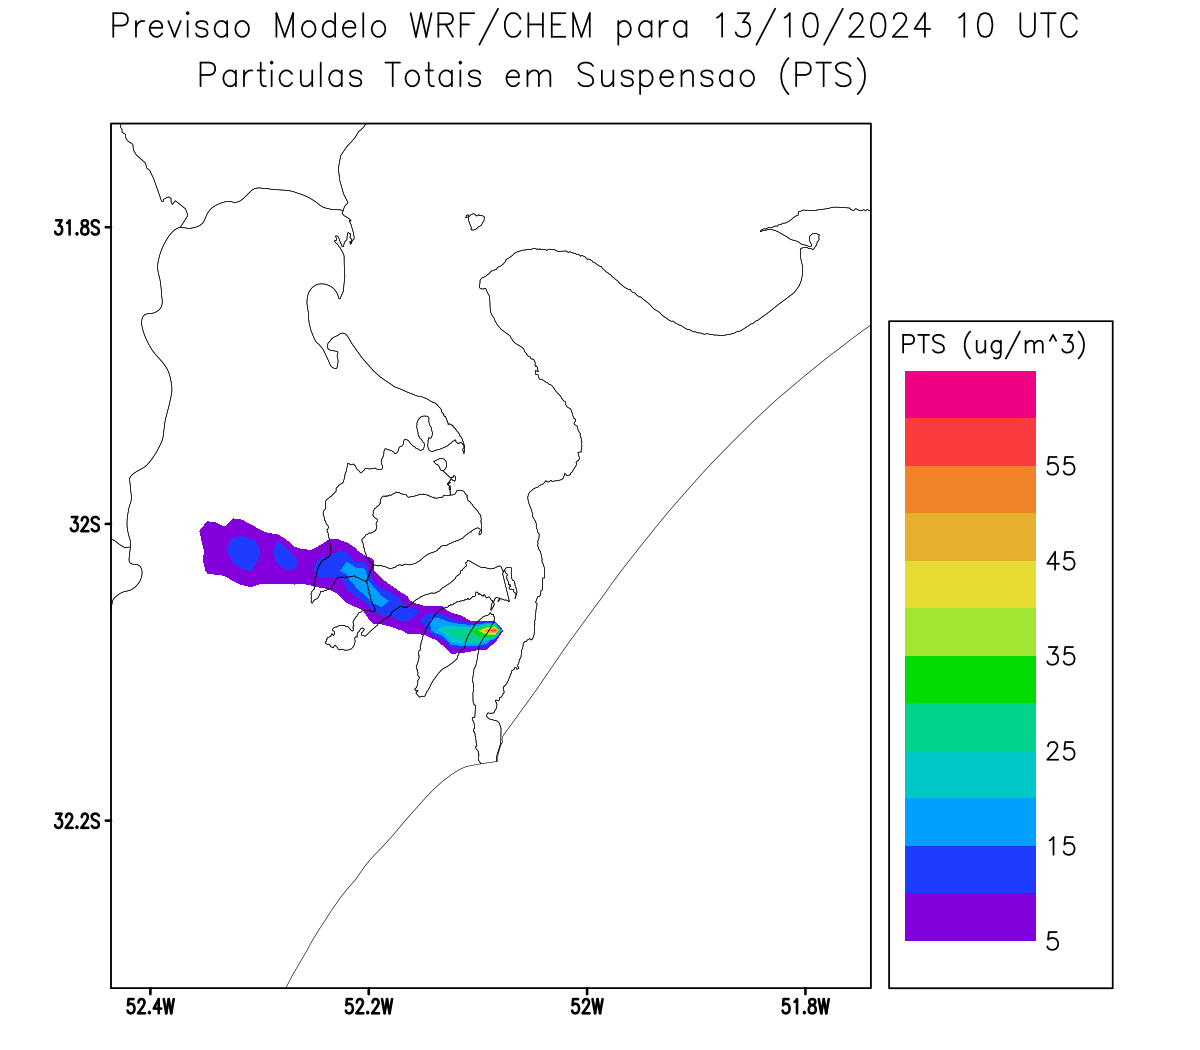 Previsao Modelo WRF/CHEM para 13/10/2024 10 UTC
Particulas Totais em Suspensao (PTS)
31.8S
32S
32.2S
52.4W
52.2W
52W
51.8W
PTS (ug/m^3)
55
45
35
25
15
5